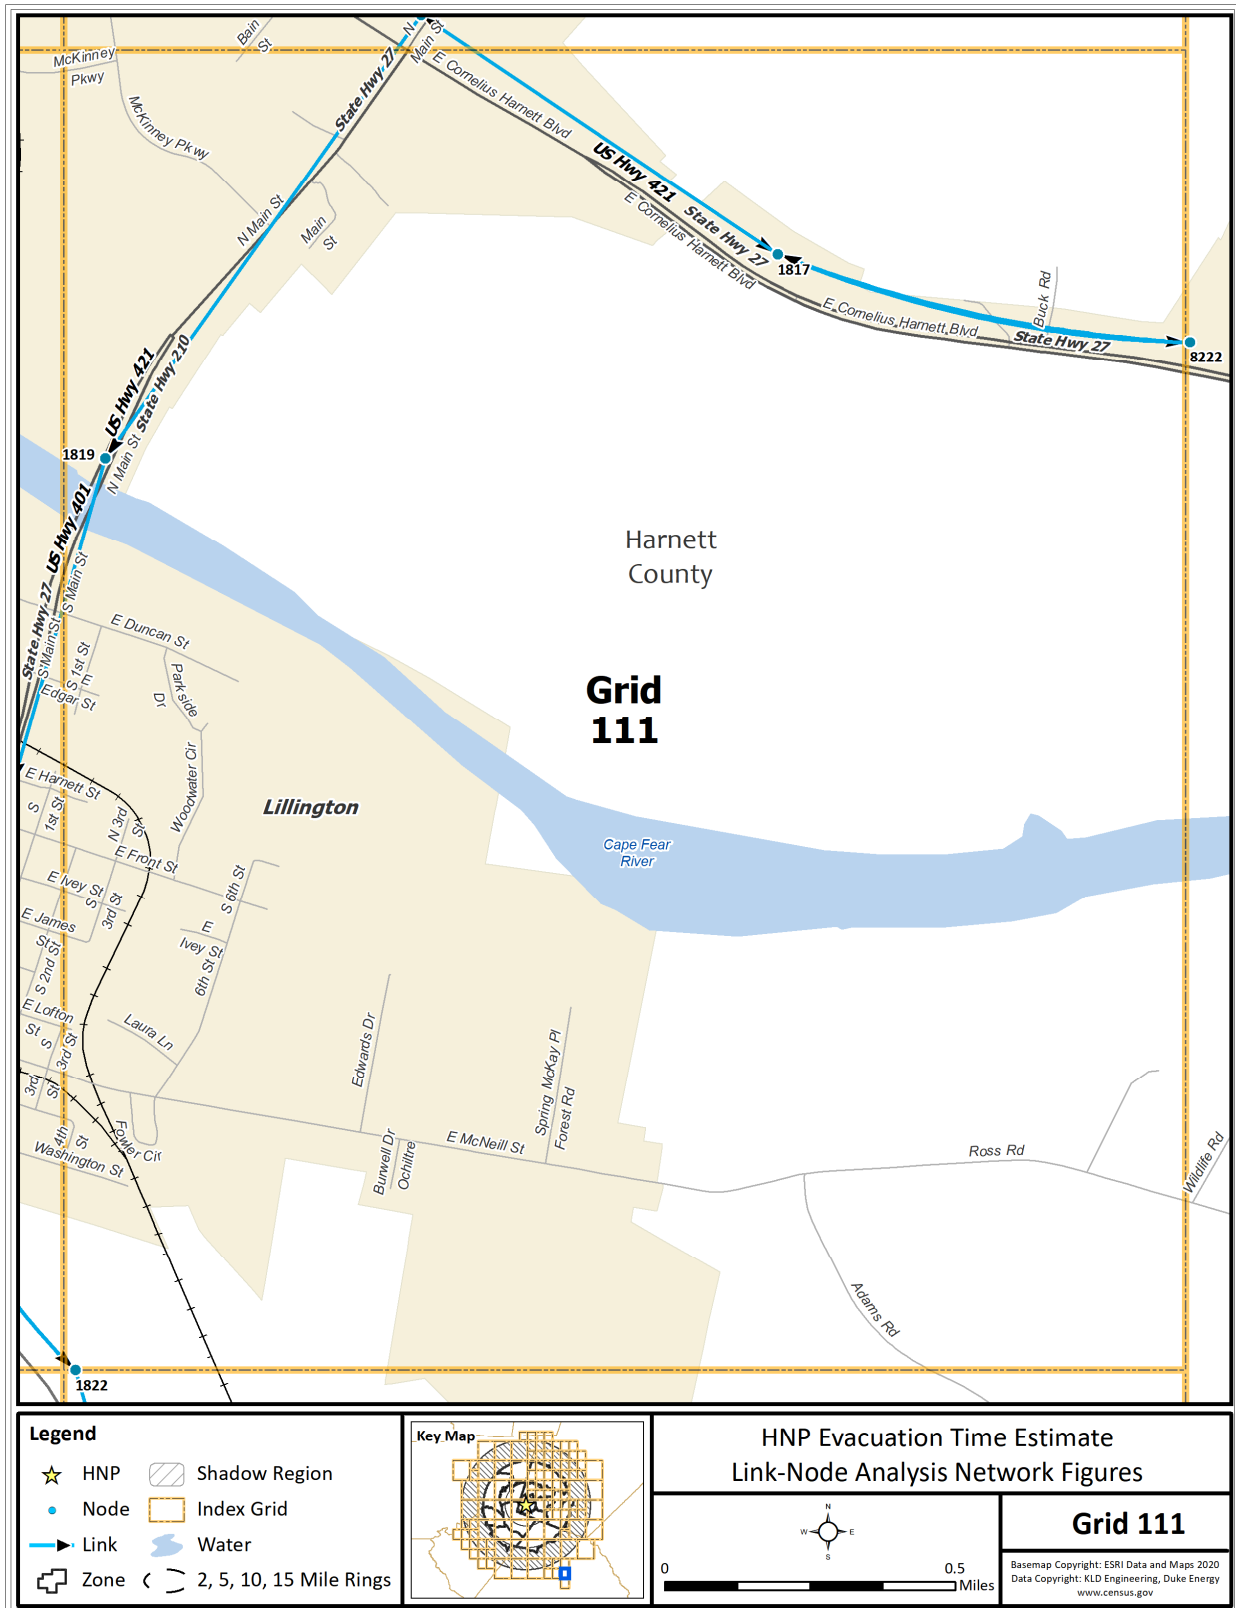 McKinney
Pkwy
Bain
St
N
Main St
State Hwy 27
E Cornelius Harnett Blvd
McKinney Pkwy
US Hwy 421
State Hwy 27
E Cornelius Harnett Blvd
N Main St
Main
St
1817
Buck Rd
E Cornelius Harnett Blvd
State Hwy 27
8222
US Hwy 421
State Hwy 210
1819
N Main St
US Hwy 401
State Hwy 27
S Main St
S Main St
Harnett
County
E Duncan St
S 1st St
E
Edgar St
Parkside
Dr
Grid
111
Woodwater Cir
E Harnett St
S
1st St
N 3rd
St
Lillington
Cape Fear
River
E Front St
E Ivey St
S
3rd St
S 6th St
E James
St
E
Ivey St
S 2nd St
6th St
E Lofton
St
S
3rd St
Laura Ln
Edwards Dr
Spring McKay Pl
Forest Rd
3rd
St
4th
St
Fowler Cir
Washington St
E McNeill St
Burwell Dr
Ochiltre
Ross Rd
Wildlife Rd
Adams Rd
1822
Legend
HNP
Shadow Region
Node
Index Grid
Link
Water
Zone
2, 5, 10, 15 Mile Rings
Key Map
HNP Evacuation Time Estimate
Link-Node Analysis Network Figures
N
W
E
S
0
0.5
Miles
Grid 111
Basemap Copyright: ESRI Data and Maps 2020
Data Copyright: KLD Engineering, Duke Energy
www.census.gov